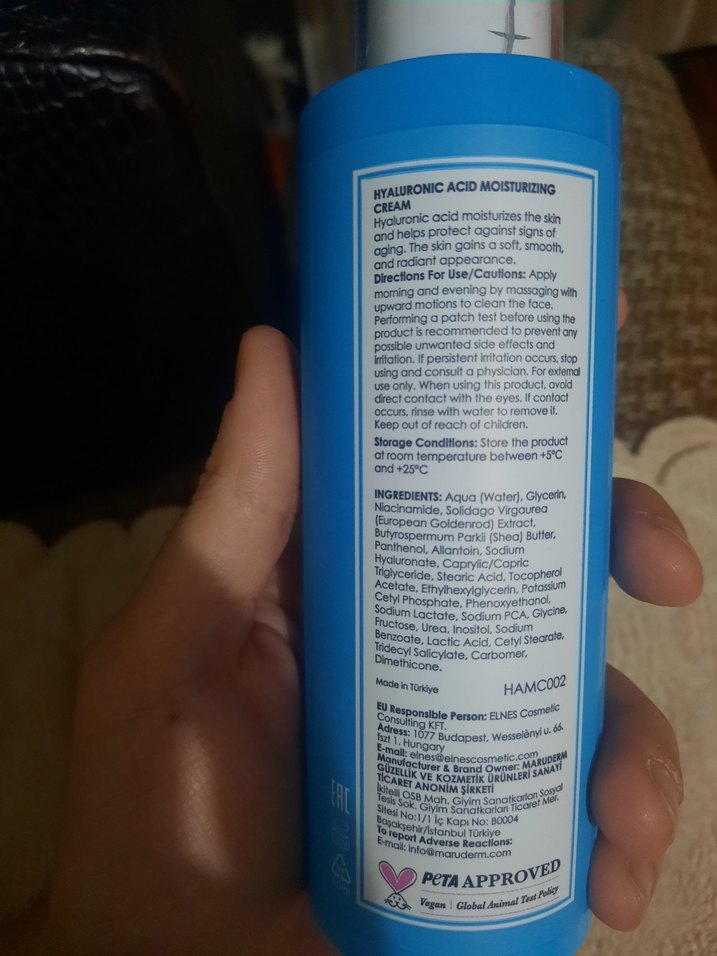 HYALURONIC ACID MOISTURIZING
CREAM
Hyaluronic acid moisturizes the skin
and helps protect against signs of
aging. The skin gains a soft, smooth,
and radiant appearance.
Directions For Use/Cautions: Apply
morning and evening by massaging with
upward motions to clean the face.
Performing a patch test before using the
product is recommended to prevent any
possible unwanted side effects and
irritation. If persistent irritation occurs, stop
using and consult a physician. For external
use only. When using this product, avoid
direct contact with the eyes. If contact
occurs, rinse with water to remove it.
Keep out of reach of children.
Storage Conditions: Store the product
at room temperature between +5°C
and +25°C
INGREDIENTS: Aqua (Water), Glycerin,
Niacinamide, Solidago Virgaurea
(European Goldenrod) Extract,
Butyrospermum Parkii (Shea) Butter,
Panthenol, Allantoin, Sodium
Hyaluronate, Caprylic/Capric
Triglyceride, Stearic Acid, Tocopherol
Acetate, Ethylhexylglycerin, Potassium
Cetyl Phosphate, Phenoxyethanol,
Sodium Lactate, Sodium PCA, Glycine,
Fructose, Urea, Inositol, Sodium
Benzoate, Lactic Acid, Cetyl Stearate,
Tridecyl Salicylate, Carbomer,
Dimethicone.
Made in Türkiye HAMC002
EU Responsible Person: ELNES Cosmetic
Consulting KFT.
Adress: 1077 Budapest, Wesselènyi u. 66.
fszt 1. Hungary
E-mail: elnes@elnescosmetic.com
Manufacturer & Brand Owner: MARUDERM
GÜZELLİK VE KOZMETİK ÜRÜNLERİ SANAYİ
TİCARET ANONİM ŞİRKETİ
İkitelli OSB Mah. Giyim Sanatkarları Sosyal
Tesis Sok. Giyim Sanatkarları Ticaret Mer.
Sitesi No:1/1 İç Kapı No: B0004
Başakşehir/İstanbul Türkiye
To report Adverse Reactions:
E-mail: info@maruderm.com
PETA APPROVED
Vegan | Global Animal Test Policy
EAC